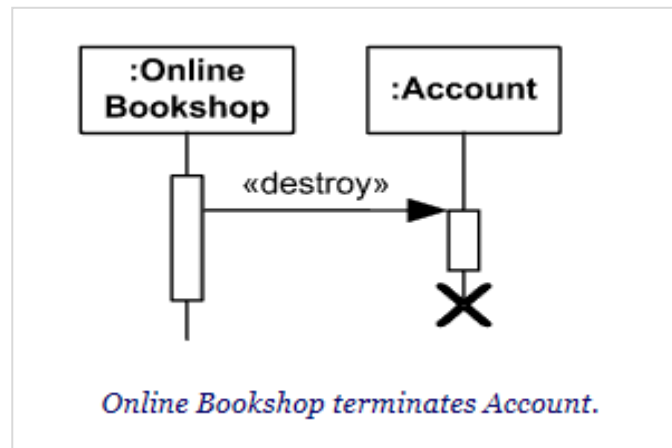 :Online
Bookshop
:Account
«destroy»
Online Bookshop terminates Account.